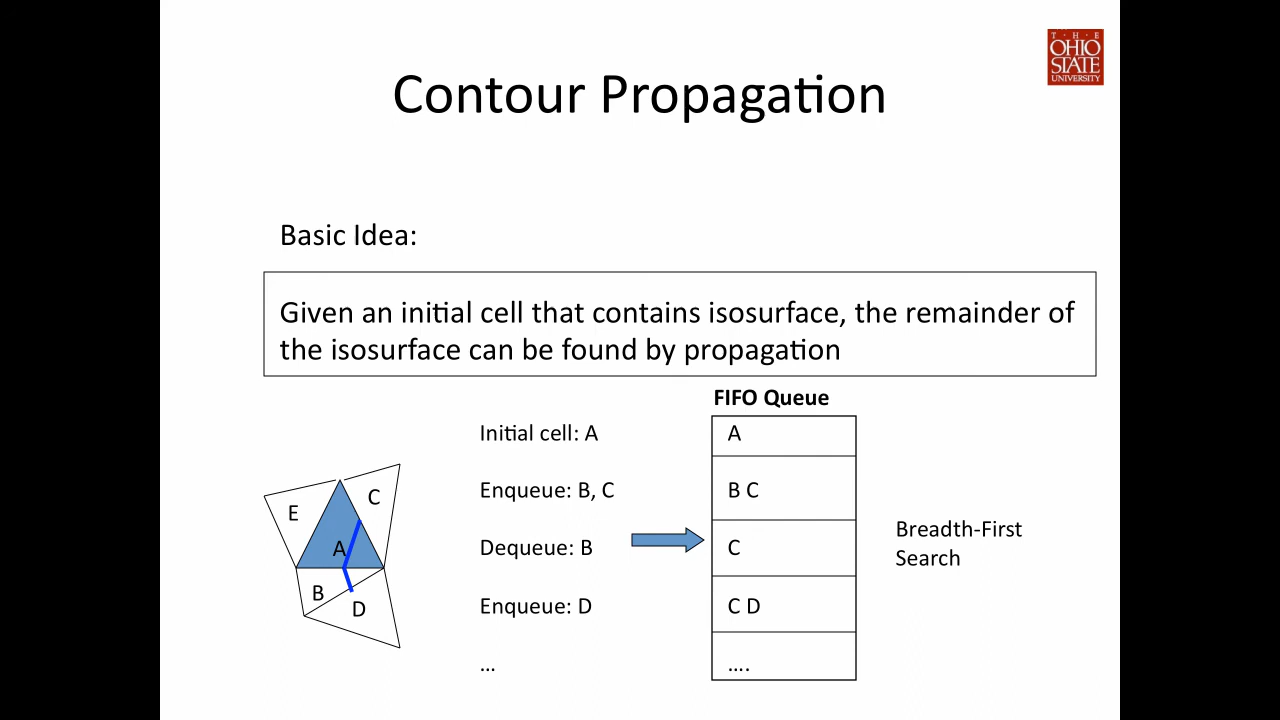 T · H · E
OHIO
STATE
UNIVERSITY
Contour Propagation
Basic Idea:
Given an initial cell that contains isosurface, the remainder of
the isosurface can be found by propagation
FIFO Queue
Initial cell: A
A
Enqueue: B, C
B C
Dequeue: B
C
Enqueue: D
C D
...
....
Breadth-First
Search
E
C
A
B
D